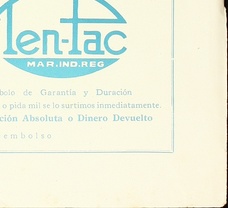 Men-Pac
MAR.IND.REG
bolo de Garantía y Duración
o pida mil se lo surtimos inmediatamente.
ción Absoluta o Dinero Devuelto
embolso